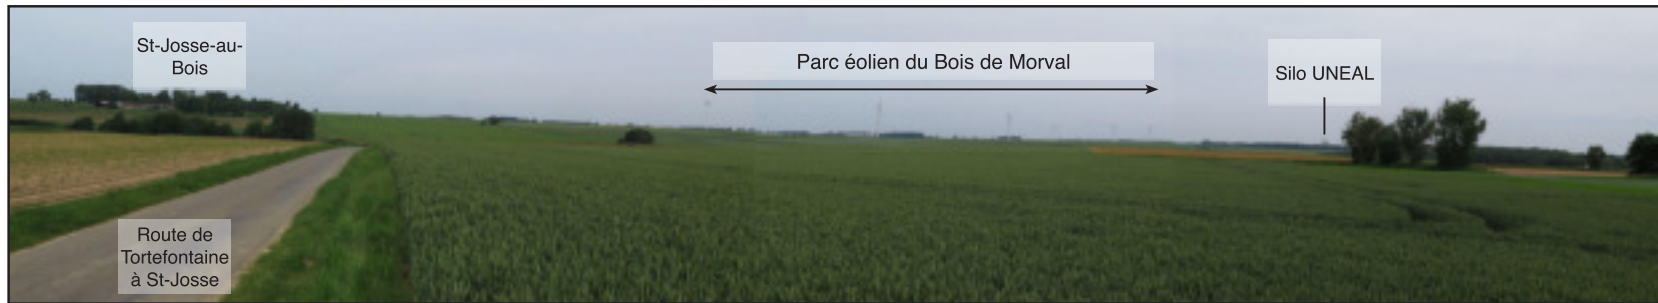 St-Josse-au-
Bois
Parc éolien du Bois de Morval
Silo UNEAL
Route de
Tortefontaine
à St-Josse